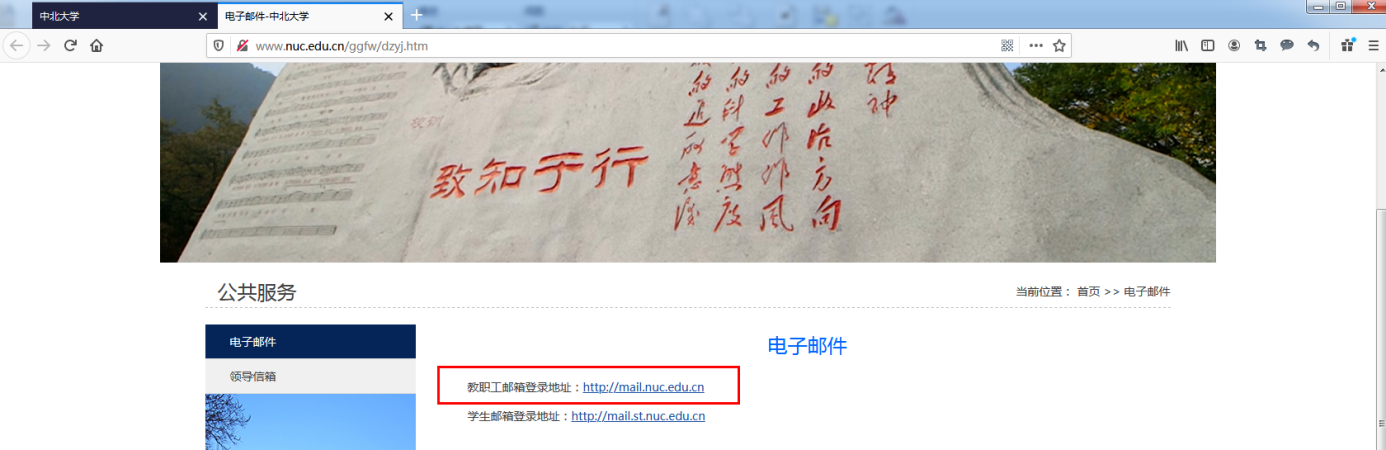 中北大学
电子邮件-中北大学
www.nuc.edu.cn/ggfw/dzyj.htm
校训
致知于行
公共服务
当前位置： 首页 >> 电子邮件
电子邮件
领导信箱
电子邮件
教职工邮箱登录地址：http://mail.nuc.edu.cn
学生邮箱登录地址：http://mail.st.nuc.edu.cn